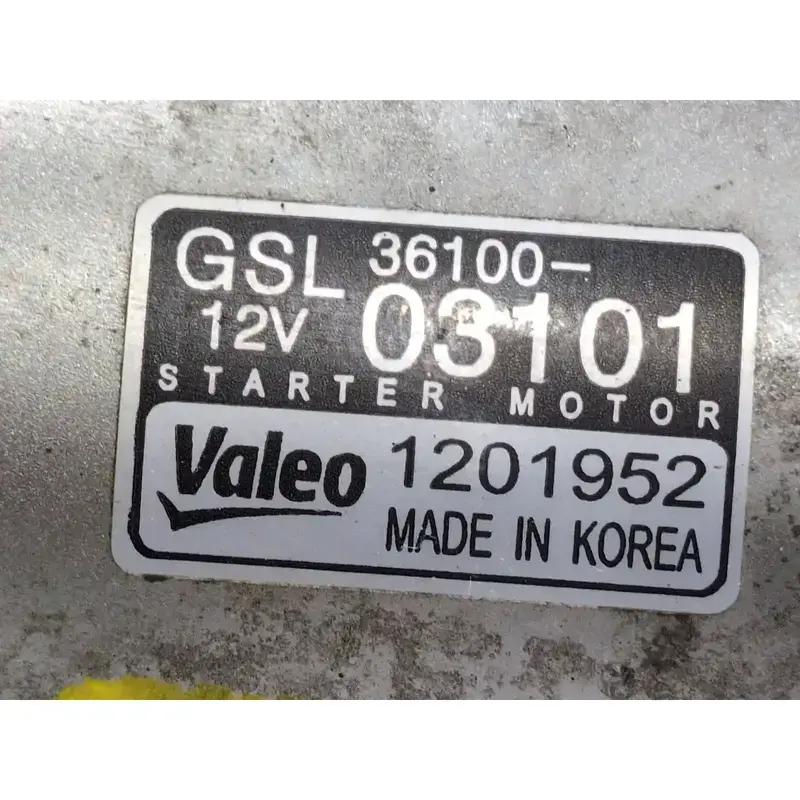 GSL 36100-
12V 03101
STARTER MOTOR
Valeo 1201952
MADE IN KOREA